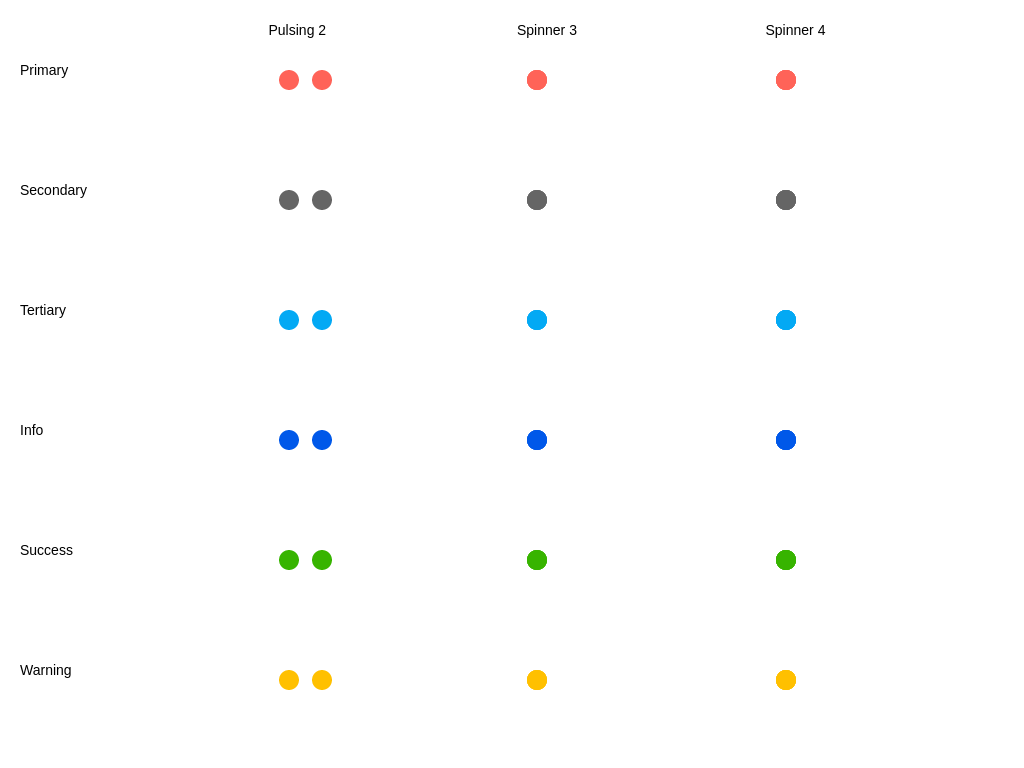 Pulsing 2 Spinner 3 Spinner 4
Primary
Secondary
Tertiary
Info
Success
Warning